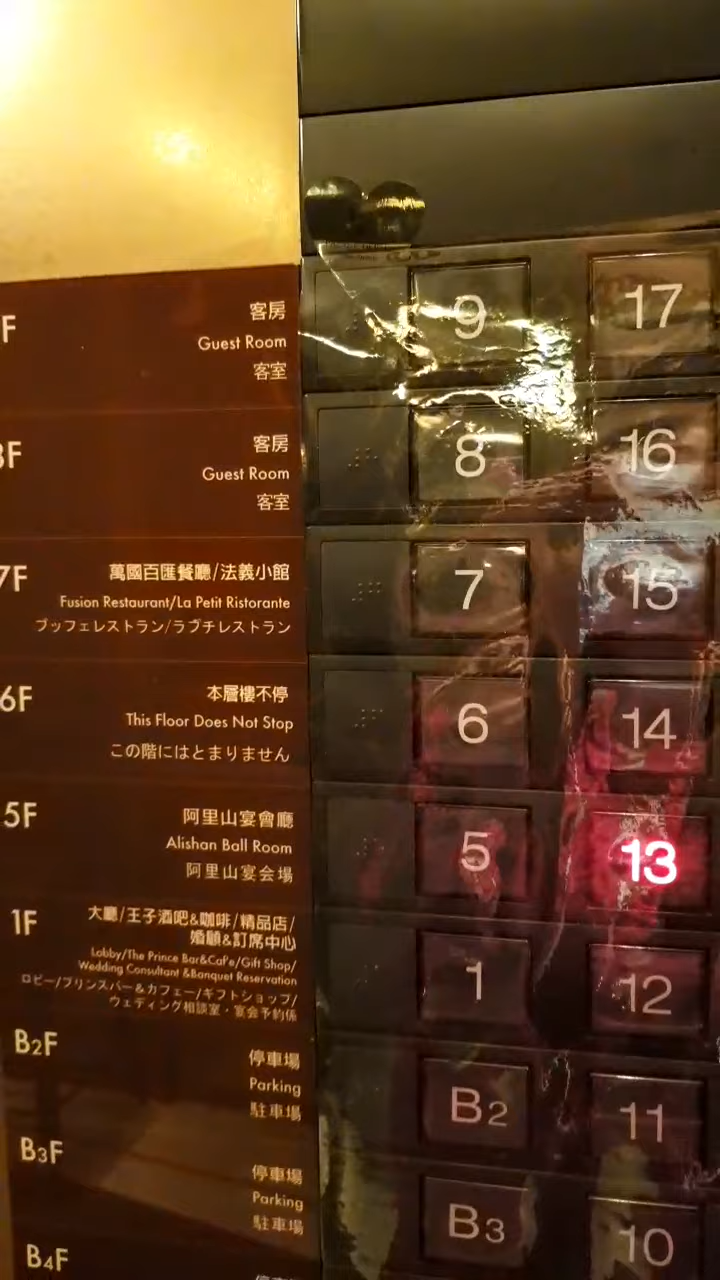 F
客房
Guest Room
客室
8F
客房
Guest Room
客室
7F
萬國百匯餐廳/法義小館
Fusion Restaurant/La Petit Ristorante
ブッフェレストラン/ラプチレストラン
6F
本層樓不停
This Floor Does Not Stop
この階にはとまりません
5F
阿里山宴會廳
Alishan Ball Room
阿里山宴会場
1F
大廳/王子酒吧&咖啡/精品店/
婚顧&訂席中心
Lobby/The Prince Bar&Cafe/Gift Shop/
Wedding Consultant &Banquet Reservation
ロビー/プリンスバー&カフェー/ギフトショップ/
ウェディング相談室・宴会予約係
B2F
停車場
Parking
駐車場
B3F
停車場
Parking
駐車場
B4F
9
17
8
16
7
15
6
14
5
13
1
12
B2
11
B3
10